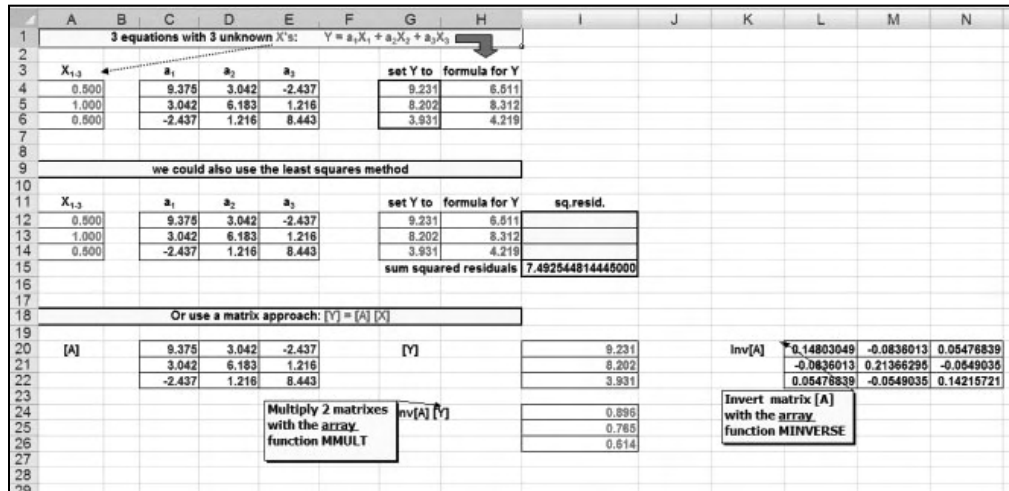 A B C D E F G H I J K L M N
1 3 equations with 3 unknown X's: Y = a₁X₁ + a₂X₂ + a₃X₃
2
3 X₁₋₃ a₁ a₂ a₃ set Y to formula for Y
4 0.500 9.375 3.042 -2.437 9.231 6.511
5 1.000 3.042 6.183 1.216 8.202 8.312
6 0.500 -2.437 1.216 8.443 3.931 4.219
7
8
9 we could also use the least squares method
10
11 X₁₋₃ a₁ a₂ a₃ set Y to formula for Y sq.resid.
12 0.500 9.375 3.042 -2.437 9.231 6.511
13 1.000 3.042 6.183 1.216 8.202 8.312
14 0.500 -2.437 1.216 8.443 3.931 4.219
15 sum squared residuals 7.492544814445000
16
17
18 Or use a matrix approach: [Y] = [A] [X]
19
20 [A] 9.375 3.042 -2.437 [Y] 9.231 Inv[A] 0.14803049 -0.0836013 0.05476839
21 3.042 6.183 1.216 8.202 -0.0836013 0.21366295 -0.0549035
22 -2.437 1.216 8.443 3.931 0.05476839 -0.0549035 0.14215721
23
24 nv[A] [Y] 0.896
25 0.765
26 0.614
27
28
29
Multiply 2 matrixes
with the array
function MMULT
Invert matrix [A]
with the array
function MINVERSE